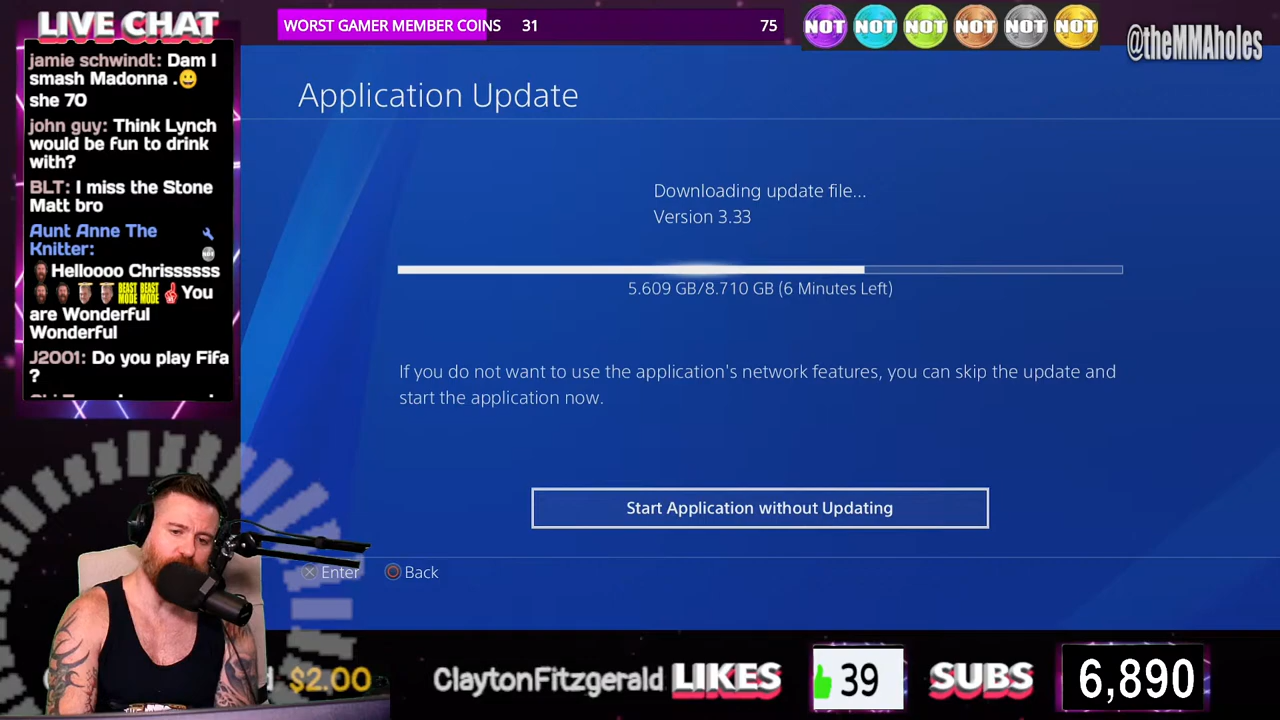 LIVE CHAT
WORST GAMER MEMBER COINS 31 75
NOT NOT NOT NOT NOT NOT
@theMMAholes
jamie schwindt: Dam I
smash Madonna .😀
she 70
john guy: Think Lynch
would be fun to drink
with?
BLT: I miss the Stone
Matt bro
Aunt Anne The
Knitter:
NOT
Helloooo Chrissssss
BEAST MODE BEAST MODE You
are Wonderful
Wonderful
J2001: Do you play Fifa
?
Application Update
Downloading update file...
Version 3.33
5.609 GB/8.710 GB (6 Minutes Left)
If you do not want to use the application's network features, you can skip the update and
start the application now.
Start Application without Updating
Enter Back
d $2.00 ClaytonFitzgerald LIKES 39 SUBS 6,890